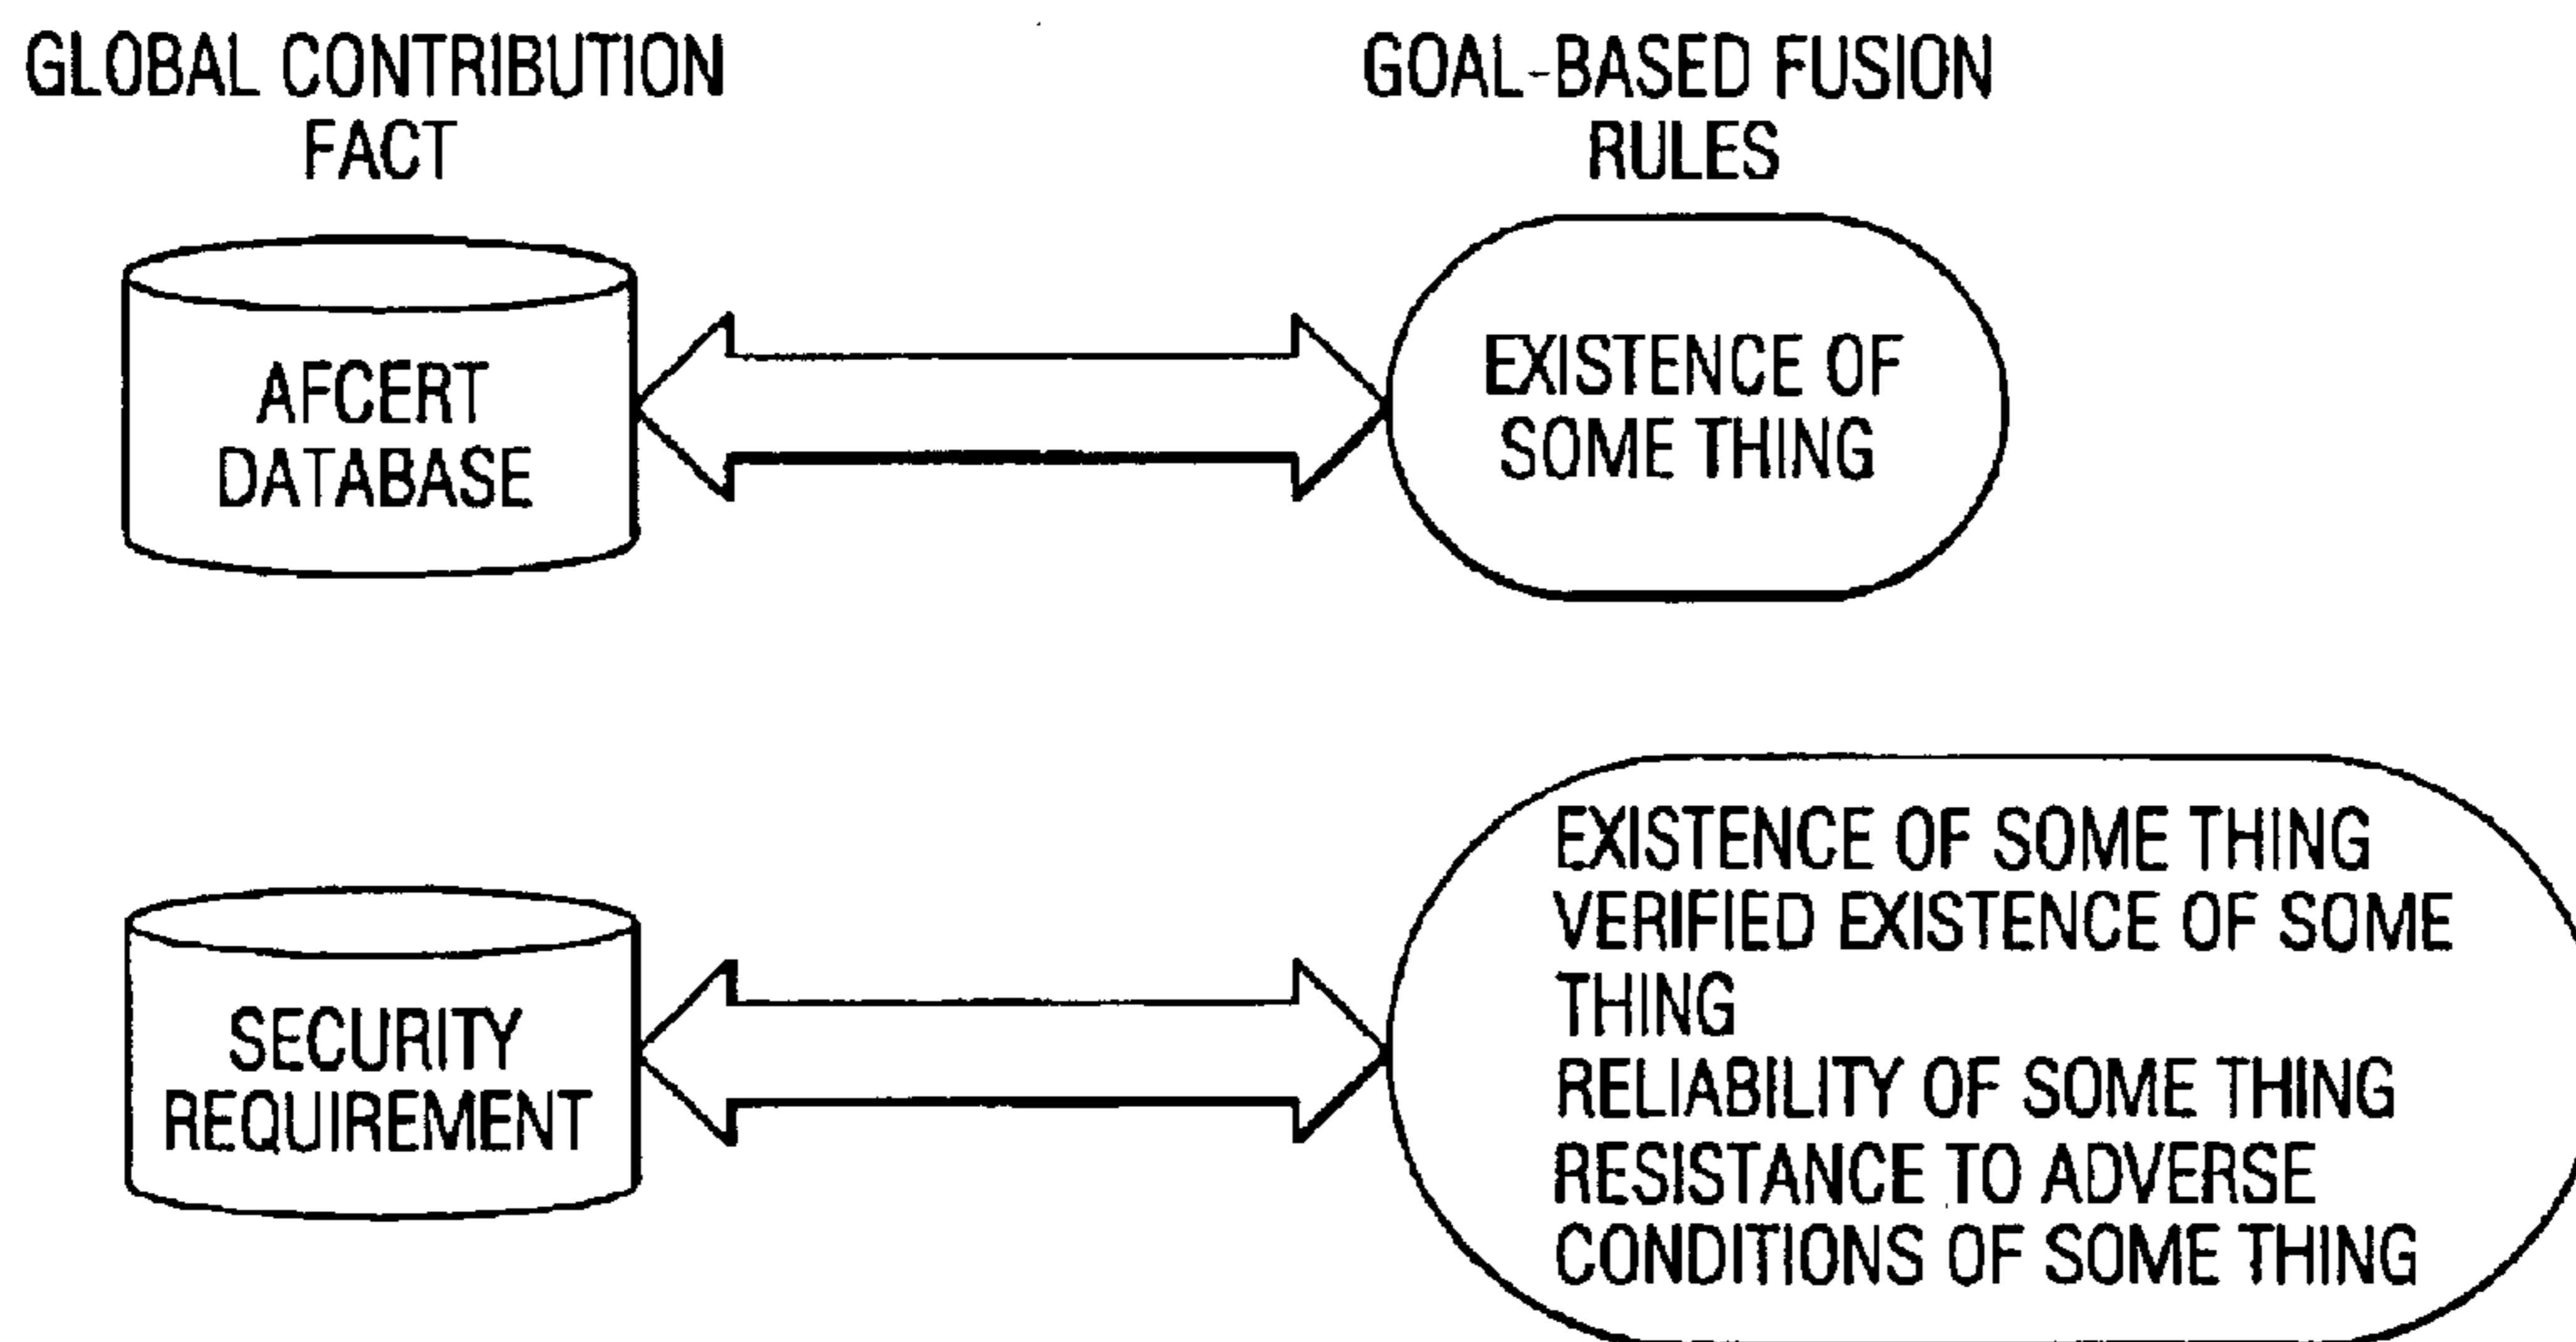 GLOBAL CONTRIBUTION
FACT
GOAL-BASED FUSION
RULES
AFCERT
DATABASE
EXISTENCE OF
SOME THING
SECURITY
REQUIREMENT
EXISTENCE OF SOME THING
VERIFIED EXISTENCE OF SOME
THING
RELIABILITY OF SOME THING
RESISTANCE TO ADVERSE
CONDITIONS OF SOME THING